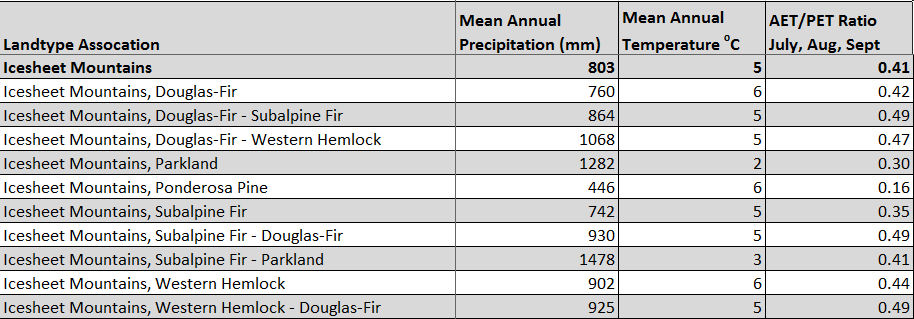 Landtype Assocation Mean Annual Precipitation (mm) Mean Annual Temperature °C AET/PET Ratio July, Aug, Sept
Icesheet Mountains 803 5 0.41
Icesheet Mountains, Douglas-Fir 760 6 0.42
Icesheet Mountains, Douglas-Fir - Subalpine Fir 864 5 0.49
Icesheet Mountains, Douglas-Fir - Western Hemlock 1068 5 0.47
Icesheet Mountains, Parkland 1282 2 0.30
Icesheet Mountains, Ponderosa Pine 446 6 0.16
Icesheet Mountains, Subalpine Fir 742 5 0.35
Icesheet Mountains, Subalpine Fir - Douglas-Fir 930 5 0.49
Icesheet Mountains, Subalpine Fir - Parkland 1478 3 0.41
Icesheet Mountains, Western Hemlock 902 6 0.44
Icesheet Mountains, Western Hemlock - Douglas-Fir 925 5 0.49